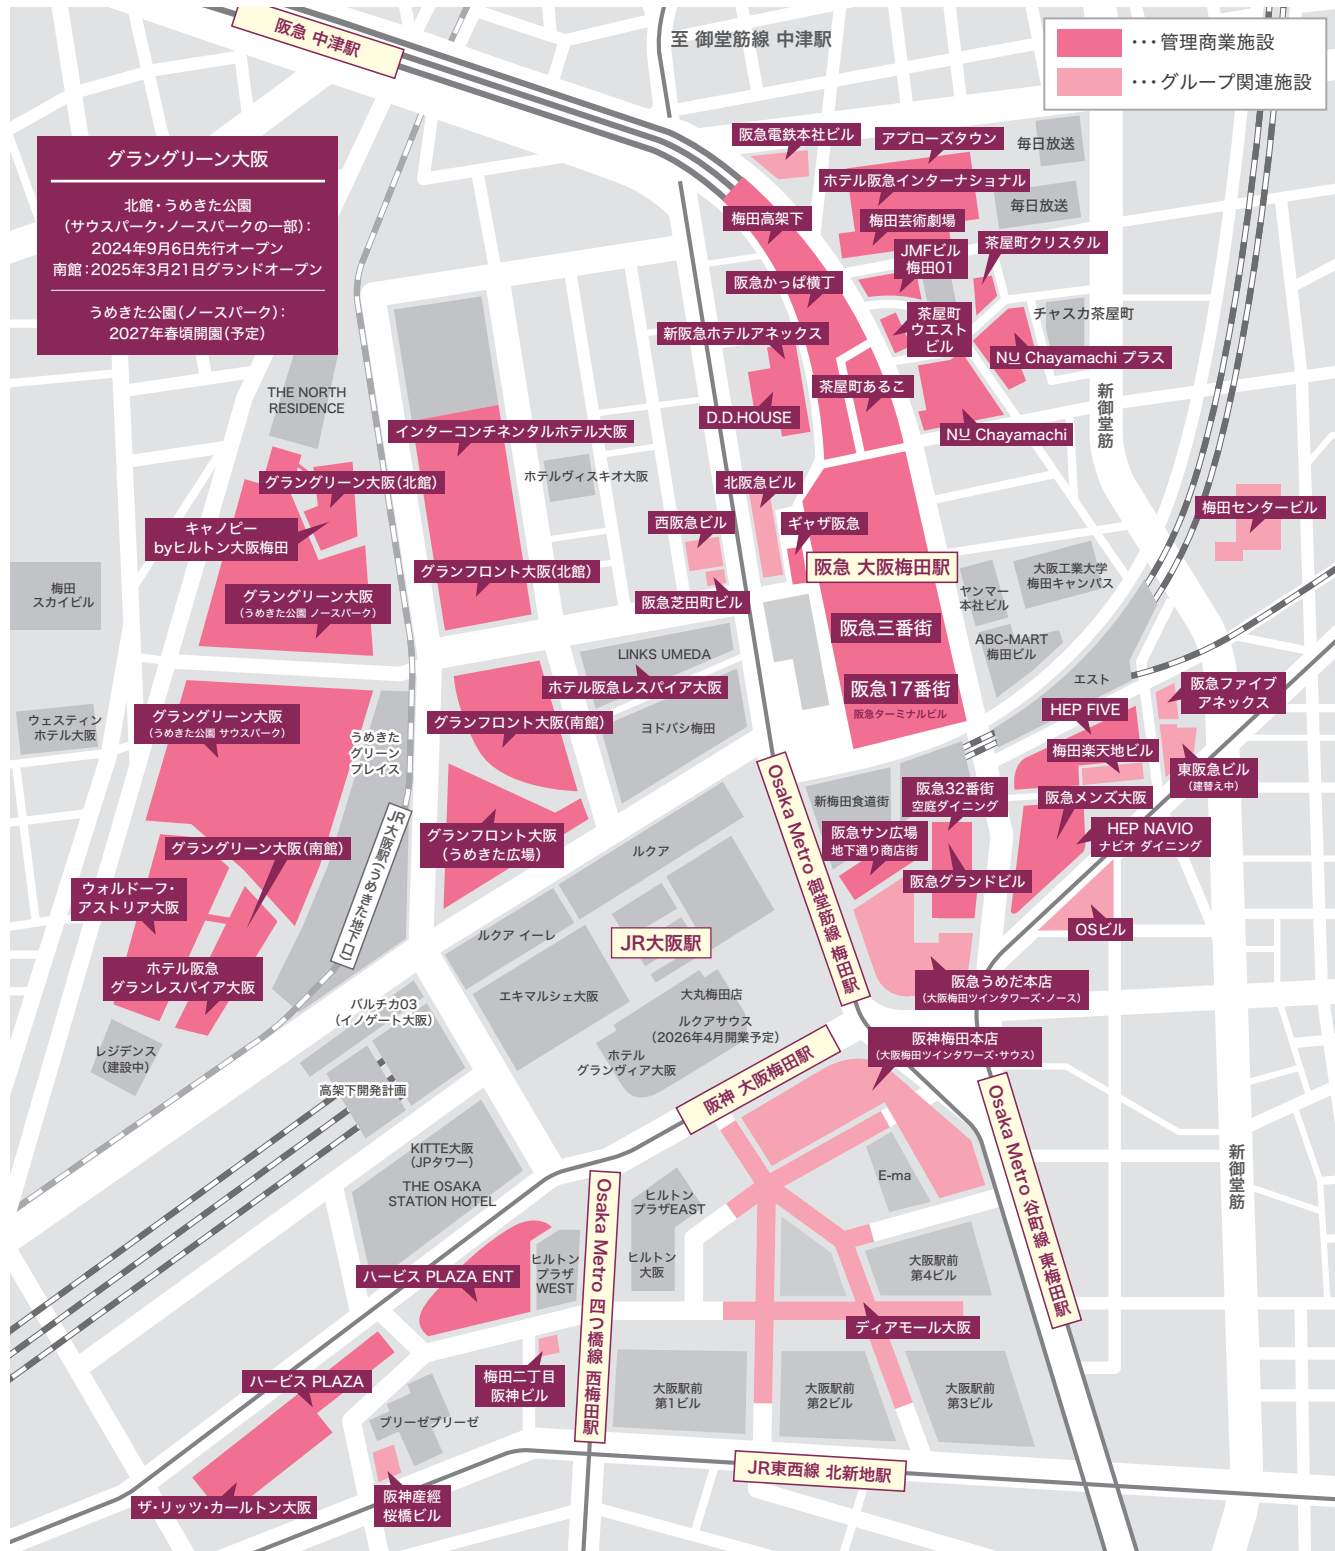 阪急 中津駅
至 御堂筋線 中津駅
･･･管理商業施設
･･･グループ関連施設
グラングリーン大阪
北館・うめきた公園
（サウスパーク・ノースパークの一部）：
2024年9月6日先行オープン
南館：2025年3月21日グランドオープン
うめきた公園（ノースパーク）：
2027年春頃開園（予定）
阪急電鉄本社ビル
アプローズタウン
毎日放送
ホテル阪急インターナショナル
毎日放送
梅田高架下
梅田芸術劇場
JMFビル
梅田01
茶屋町クリスタル
阪急かっぱ横丁
茶屋町
ウエスト
ビル
チャスカ茶屋町
新阪急ホテルアネックス
NU Chayamachi プラス
茶屋町あるこ
D.D.HOUSE
NU Chayamachi
新御堂筋
THE NORTH
RESIDENCE
インターコンチネンタルホテル大阪
ホテルヴィスキオ大阪
グラングリーン大阪（北館）
北阪急ビル
西阪急ビル
ギャザ阪急
梅田センタービル
キャノピー
byヒルトン大阪梅田
阪急 大阪梅田駅
グランフロント大阪（北館）
大阪工業大学
梅田キャンパス
ヤンマー
本社ビル
梅田
スカイビル
グラングリーン大阪
（うめきた公園 ノースパーク）
阪急芝田町ビル
阪急三番街
ABC-MART
梅田ビル
LINKS UMEDA
ホテル阪急レスパイア大阪
阪急17番街
阪急ターミナルビル
エスト
阪急ファイブ
アネックス
HEP FIVE
グラングリーン大阪
（うめきた公園 サウスパーク）
ウェスティン
ホテル大阪
グランフロント大阪（南館）
ヨドバシ梅田
うめきた
グリーン
プレイス
梅田楽天地ビル
東阪急ビル
（建替え中）
Osaka Metro 御堂筋線 梅田駅
新梅田食道街
阪急32番街
空庭ダイニング
阪急メンズ大阪
JR大阪駅（うめきた地下口）
グランフロント大阪
（うめきた広場）
ルクア
阪急サン広場
地下通り商店街
HEP NAVIO
ナビオ ダイニング
グラングリーン大阪（南館）
阪急グランドビル
ウォルドーフ・
アストリア大阪
ルクア イーレ
JR大阪駅
OSビル
ホテル阪急
グランレスパイア大阪
エキマルシェ大阪
大丸梅田店
阪急うめだ本店
（大阪梅田ツインタワーズ・ノース）
バルチカ03
（イノゲート大阪）
ルクアサウス
（2026年4月開業予定）
レジデンス
（建設中）
ホテル
グランヴィア大阪
阪神梅田本店
（大阪梅田ツインタワーズ・サウス）
高架下開発計画
阪神 大阪梅田駅
Osaka Metro 谷町線 東梅田駅
KITTE大阪
（JPタワー）
THE OSAKA
STATION HOTEL
E-ma
新御堂筋
ヒルトン
プラザEAST
Osaka Metro 四つ橋線 西梅田駅
ヒルトン
プラザ
WEST
ヒルトン
大阪
大阪駅前
第4ビル
ハービス PLAZA ENT
ディアモール大阪
ハービス PLAZA
梅田二丁目
阪神ビル
大阪駅前
第1ビル
大阪駅前
第2ビル
大阪駅前
第3ビル
ブリーゼブリーゼ
JR東西線 北新地駅
ザ・リッツ・カールトン大阪
阪神産經
桜橋ビル